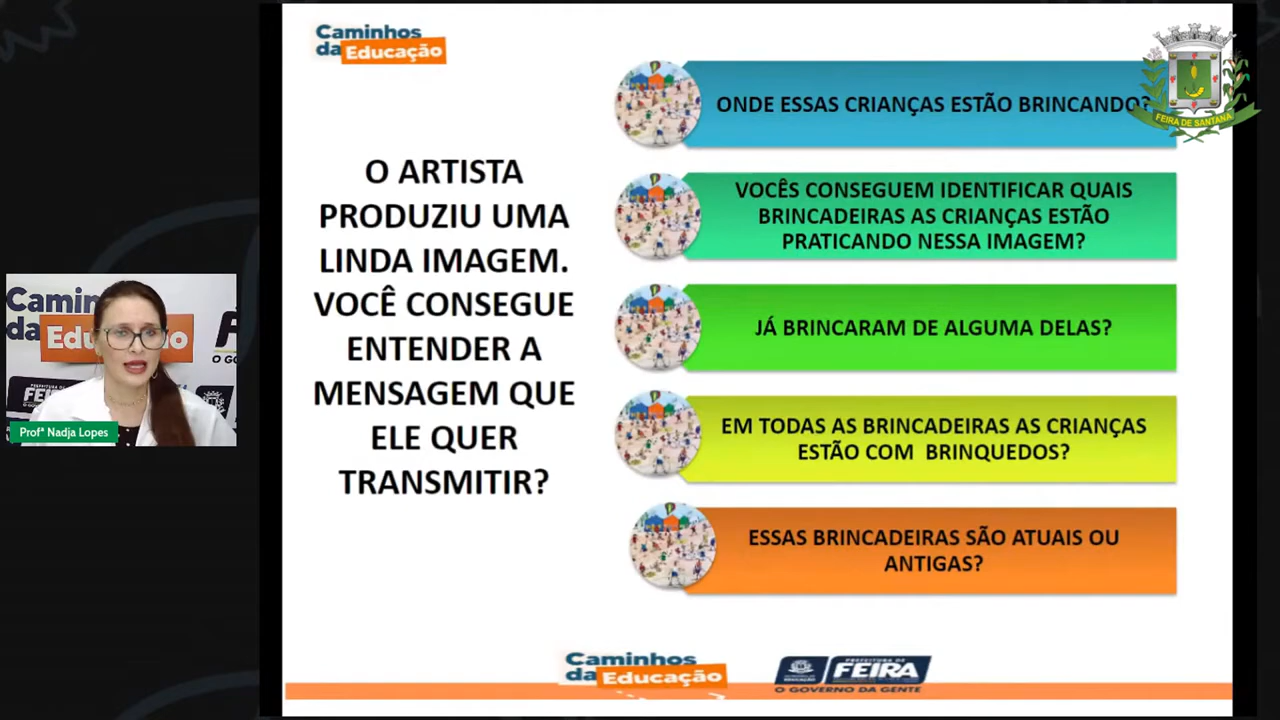 Caminhos
da Educação
O ARTISTA
PRODUZIU UMA
LINDA IMAGEM.
VOCÊ CONSEGUE
ENTENDER A
MENSAGEM QUE
ELE QUER
TRANSMITIR?
ONDE ESSAS CRIANÇAS ESTÃO BRINCANDO?
VOCÊS CONSEGUEM IDENTIFICAR QUAIS
BRINCADEIRAS AS CRIANÇAS ESTÃO
PRATICANDO NESSA IMAGEM?
JÁ BRINCARAM DE ALGUMA DELAS?
EM TODAS AS BRINCADEIRAS AS CRIANÇAS
ESTÃO COM BRINQUEDOS?
ESSAS BRINCADEIRAS SÃO ATUAIS OU
ANTIGAS?
FEIRA DE SANTANA
Profª Nadja Lopes
Caminhos
da Educação
PREFEITURA DE
FEIRA
O GOVERNO DA GENTE